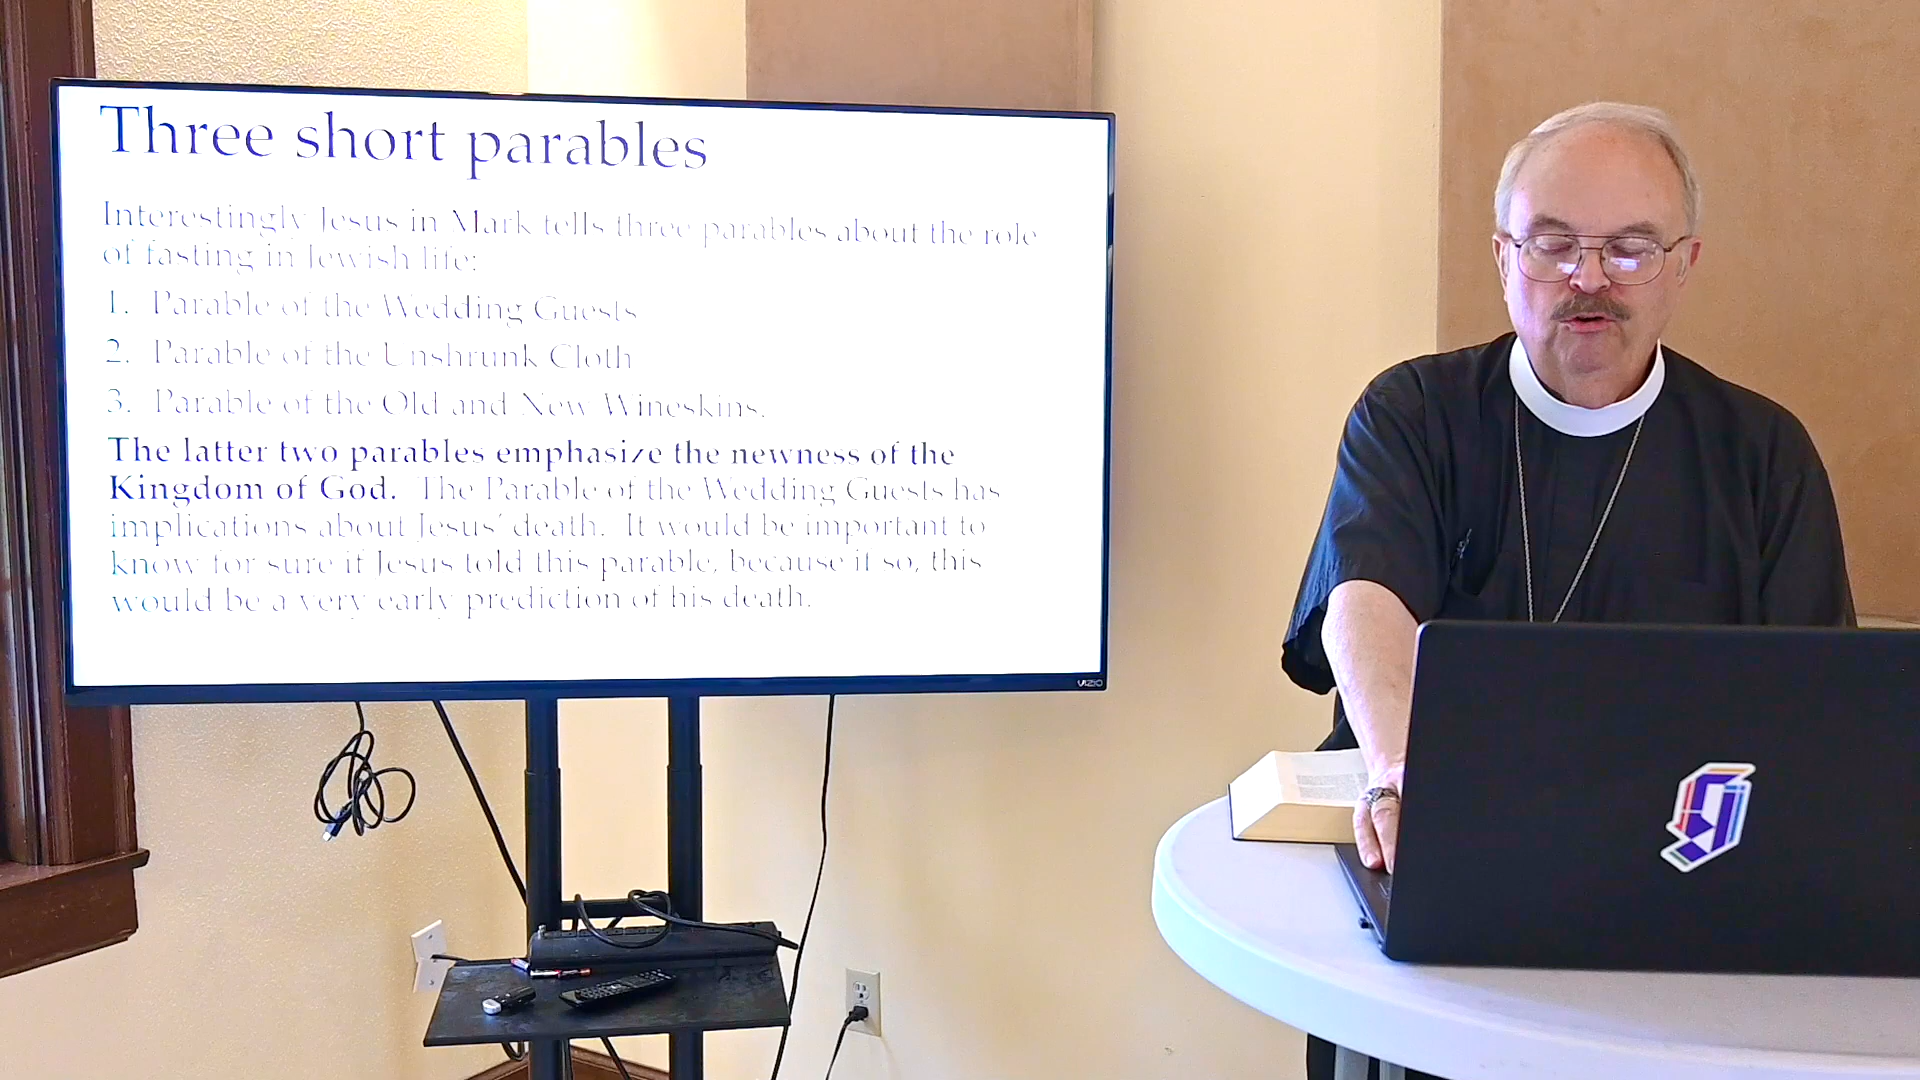 Three short parables
Interestingly Jesus in Mark tells three parables about the role
of fasting in Jewish life:
1. Parable of the Wedding Guests
2. Parable of the Unshrunk Cloth
3. Parable of the Old and New Wineskins.
The latter two parables emphasize the newness of the
Kingdom of God. The Parable of the Wedding Guests has
implications about Jesus' death. It would be important to
know for sure if Jesus told this parable, because if so, this
would be a very early prediction of his death.
VIZIO